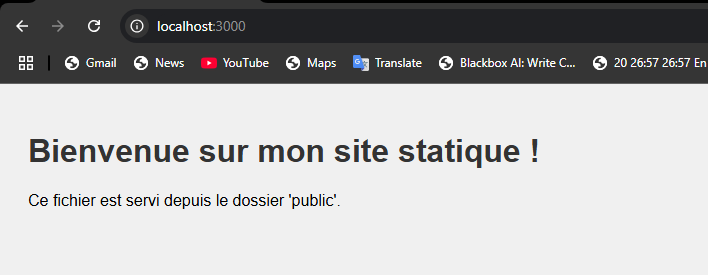 localhost:3000
Gmail News YouTube Maps Translate Blackbox AI: Write C... 20 26:57 26:57 En
Bienvenue sur mon site statique !
Ce fichier est servi depuis le dossier 'public'.